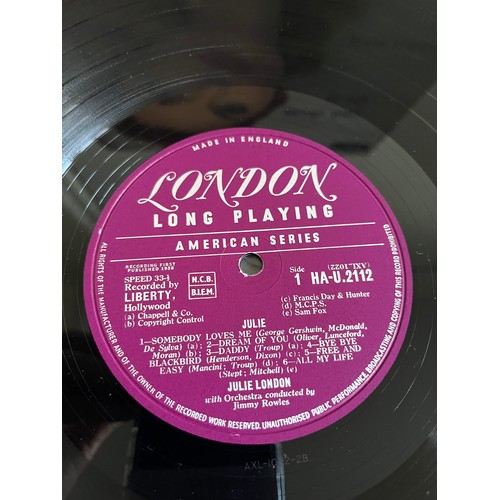 MADE IN ENGLAND
LONDON
LONG PLAYING
AMERICAN SERIES
RECORDING FIRST
PUBLISHED 1958
SPEED 33⅓
Recorded by
LIBERTY,
Hollywood
(a) Chappell & Co.
(b) Copyright Control
N.C.B.
B.I.E.M.
(ZZ01.IXV)
Side 1 HA-U.2112
(c) Francis Day & Hunter
(d) M.C.P.S.
(e) Sam Fox
JULIE
1—SOMEBODY LOVES ME (George Gershwin, McDonald,
De Sylva) (a); 2—DREAM OF YOU (Oliver, Lunceford,
Moran) (b); 3—DADDY (Troup) (a); 4—BYE BYE
BLACKBIRD (Henderson, Dixon) (c); 5—FREE AND
EASY (Mancini; Troup) (d); 6—ALL MY LIFE
(Stept; Mitchell) (e)
JULIE LONDON
with Orchestra conducted by
Jimmy Rowles
ALL RIGHTS OF THE MANUFACTURER AND OF THE OWNER OF THE RECORDED WORK RESERVED. UNAUTHORISED PUBLIC PERFORMANCE, BROADCASTING AND COPYING OF THIS RECORD PROHIBITED